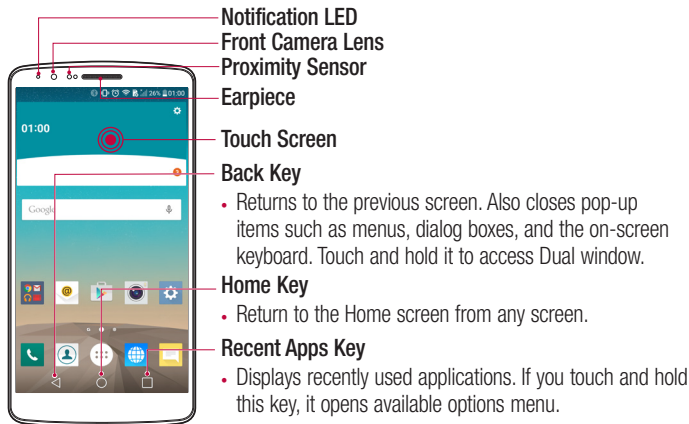 Notification LED
Front Camera Lens
Proximity Sensor
Earpiece
26% 01:00
01:00
Touch Screen
Back Key
• Returns to the previous screen. Also closes pop-up
items such as menus, dialog boxes, and the on-screen
keyboard. Touch and hold it to access Dual window.
Google
Home Key
• Return to the Home screen from any screen.
Recent Apps Key
• Displays recently used applications. If you touch and hold
this key, it opens available options menu.